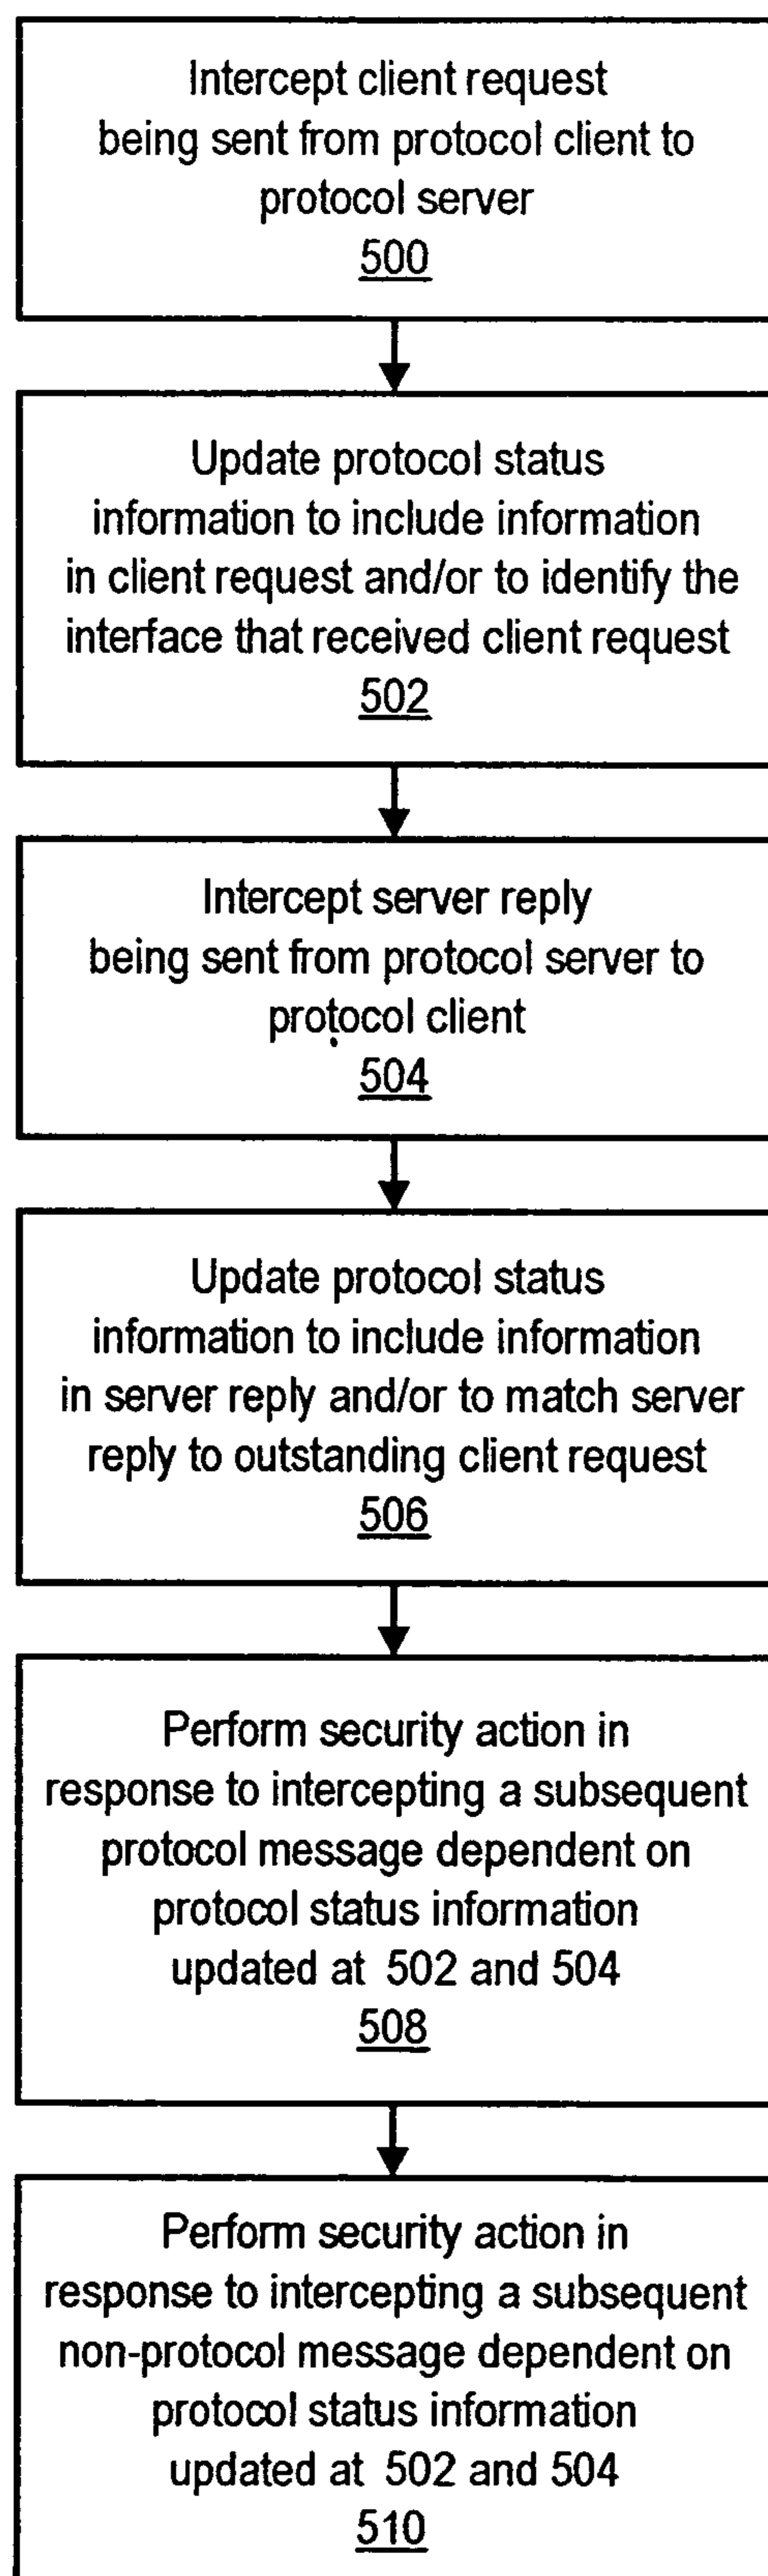 Intercept client request
being sent from protocol client to
protocol server
500
Update protocol status
information to include information
in client request and/or to identify the
interface that received client request
502
Intercept server reply
being sent from protocol server to
protocol client
504
Update protocol status
information to include information
in server reply and/or to match server
reply to outstanding client request
506
Perform security action in
response to intercepting a subsequent
protocol message dependent on
protocol status information
updated at 502 and 504
508
Perform security action in
response to intercepting a subsequent
non-protocol message dependent on
protocol status information
updated at 502 and 504
510